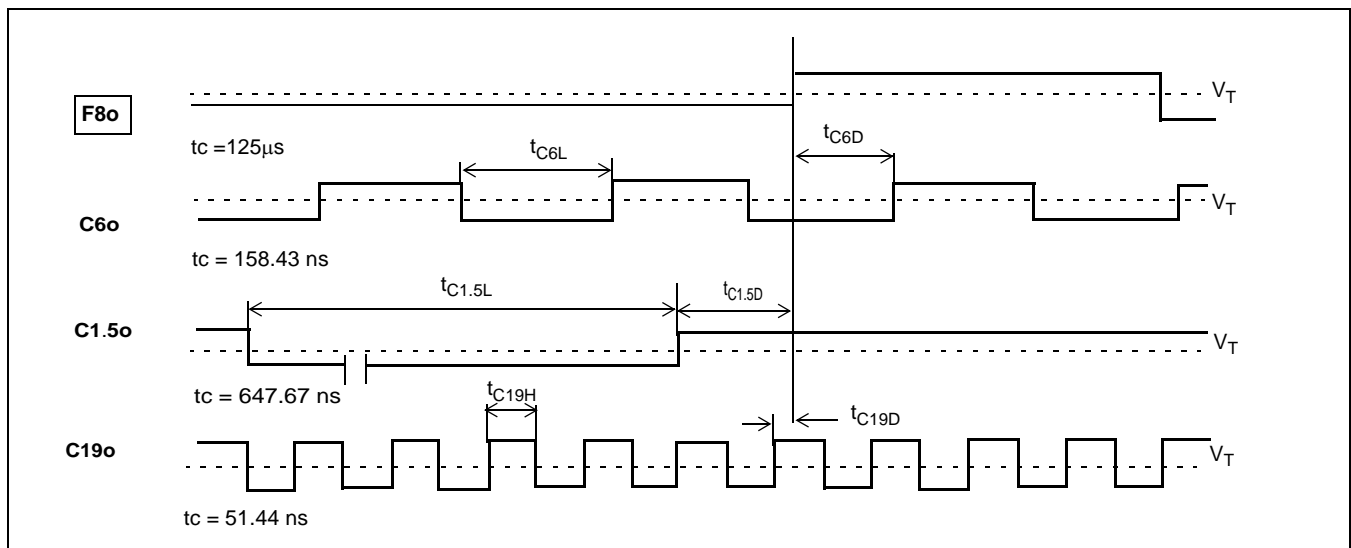 V_T
F8o
tc =125μs
t_C6L
t_C6D
V_T
C6o
tc = 158.43 ns
t_C1.5L
t_C1.5D
C1.5o
V_T
tc = 647.67 ns
t_C19H
t_C19D
C19o
V_T
tc = 51.44 ns